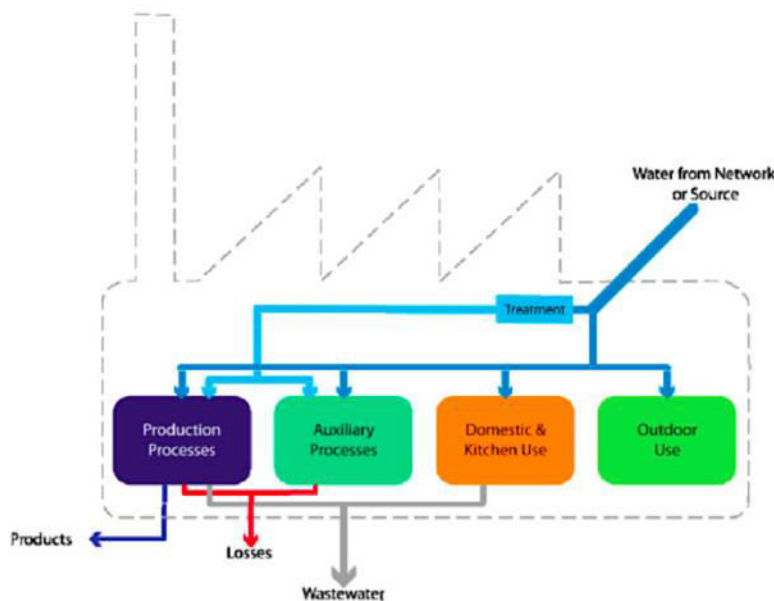 Water from Network
or Source
Treatment
Production
Processes
Auxiliary
Processes
Domestic &
Kitchen Use
Outdoor
Use
Products
Losses
Wastewater